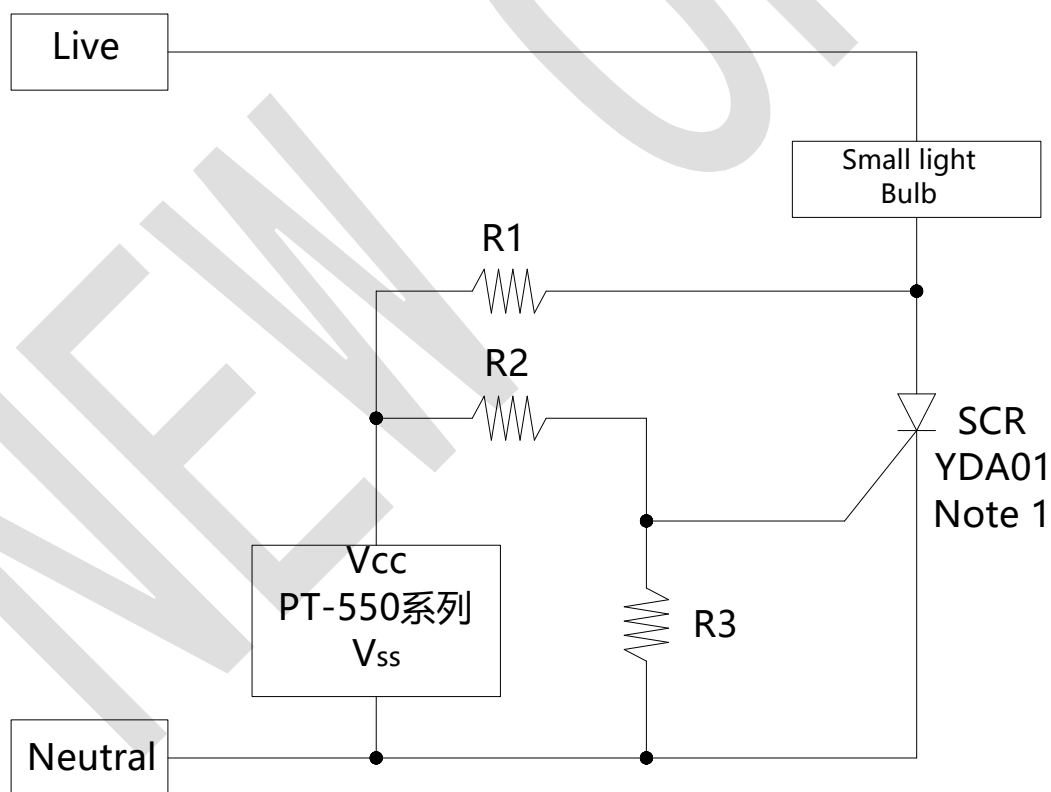 Live
Small light
Bulb
R1
R2
SCR
YDA01
Note 1
Vcc
PT-550系列
Vss
R3
Neutral
NEW